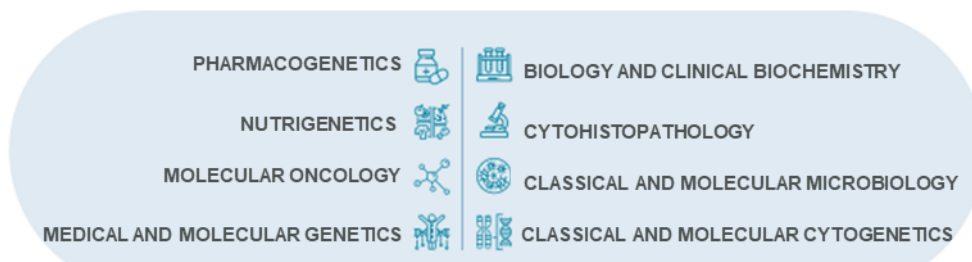 PHARMACOGENETICS
NUTRIGENETICS
MOLECULAR ONCOLOGY
MEDICAL AND MOLECULAR GENETICS
BIOLOGY AND CLINICAL BIOCHEMISTRY
CYTOHISTOPATHOLOGY
CLASSICAL AND MOLECULAR MICROBIOLOGY
CLASSICAL AND MOLECULAR CYTOGENETICS